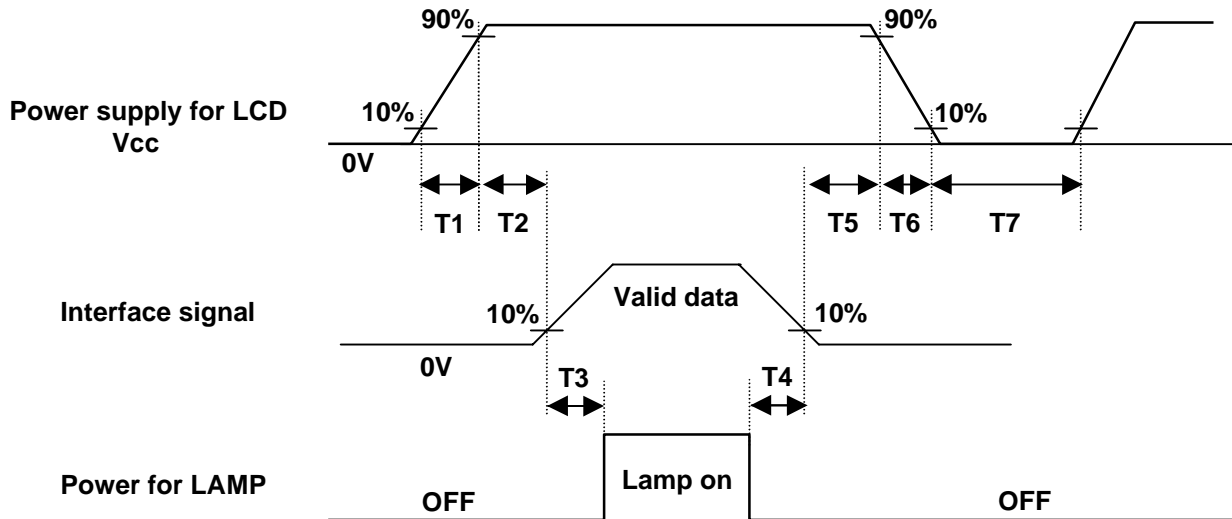 90%
90%
Power supply for LCD
Vcc
10%
10%
0V
T1
T2
T5
T6
T7
Interface signal
Valid data
10%
10%
0V
T3
T4
Power for LAMP
OFF
Lamp on
OFF